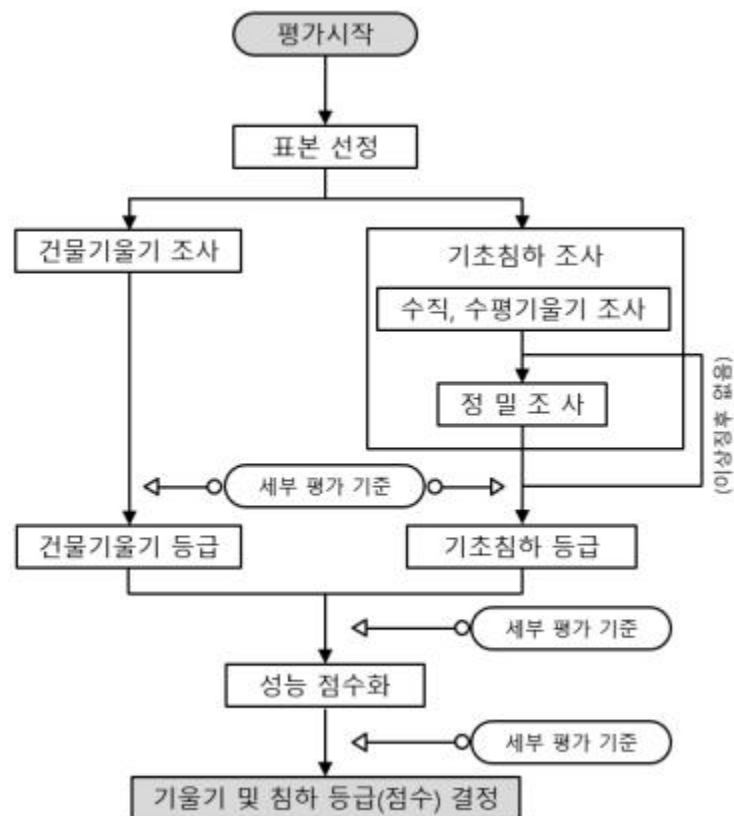 평가시작
표본 선정
건물기울기 조사
기초침하 조사
수직, 수평기울기 조사
정 밀 조 사
(이상징후 없음)
세부 평가 기준
건물기울기 등급
기초침하 등급
세부 평가 기준
성능 점수화
세부 평가 기준
기울기 및 침하 등급(점수) 결정